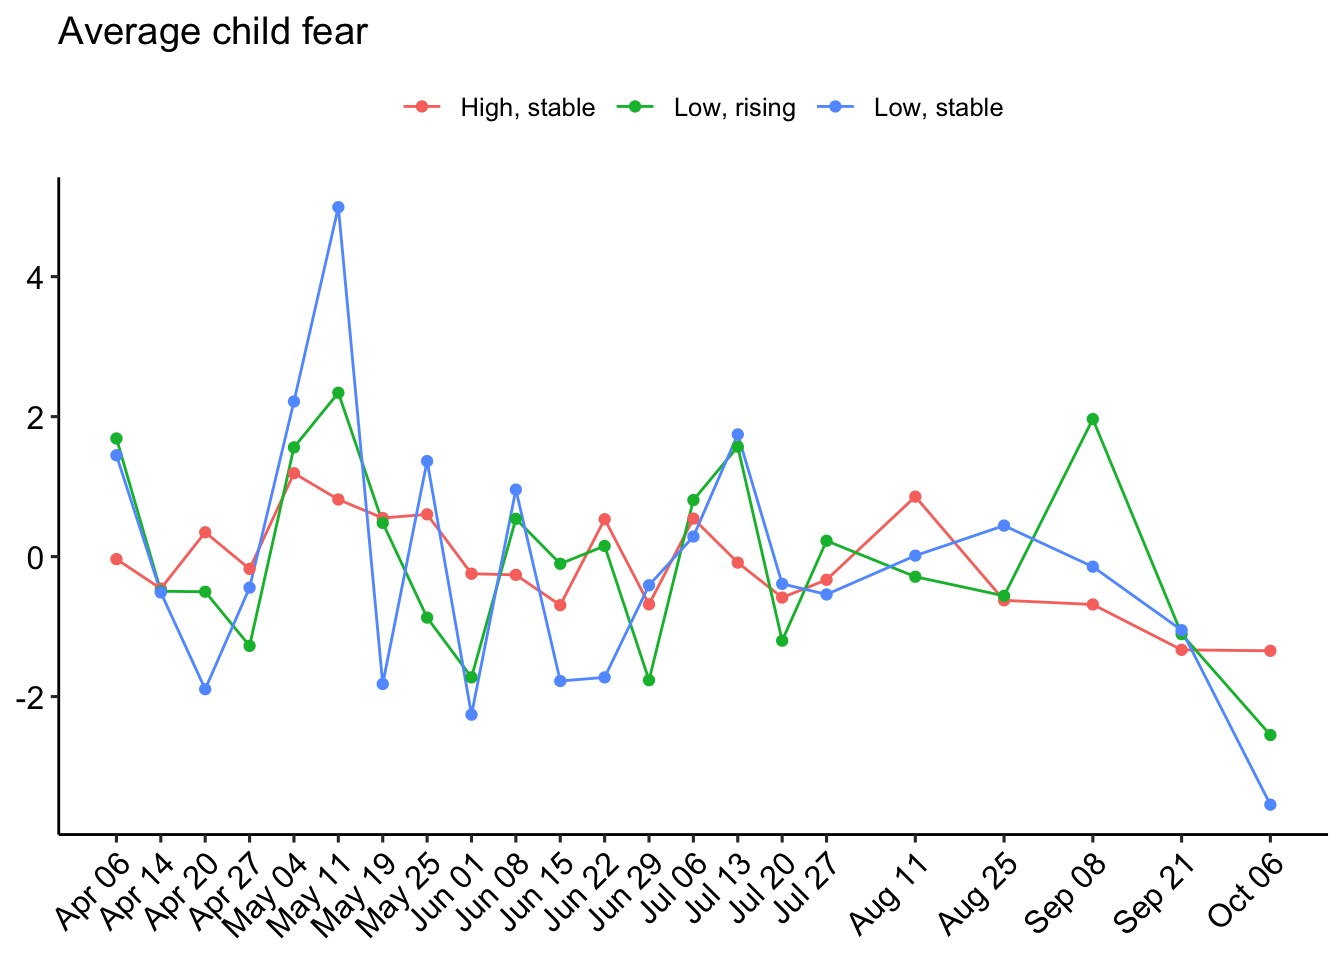 Average child fear
High, stable Low, rising Low, stable
4
2
0
-2
Apr 06 Apr 14 Apr 20 Apr 27 May 04 May 11 May 19 May 25 Jun 01 Jun 08 Jun 15 Jun 22 Jun 29 Jul 06 Jul 13 Jul 20 Jul 27 Aug 11 Aug 25 Sep 08 Sep 21 Oct 06